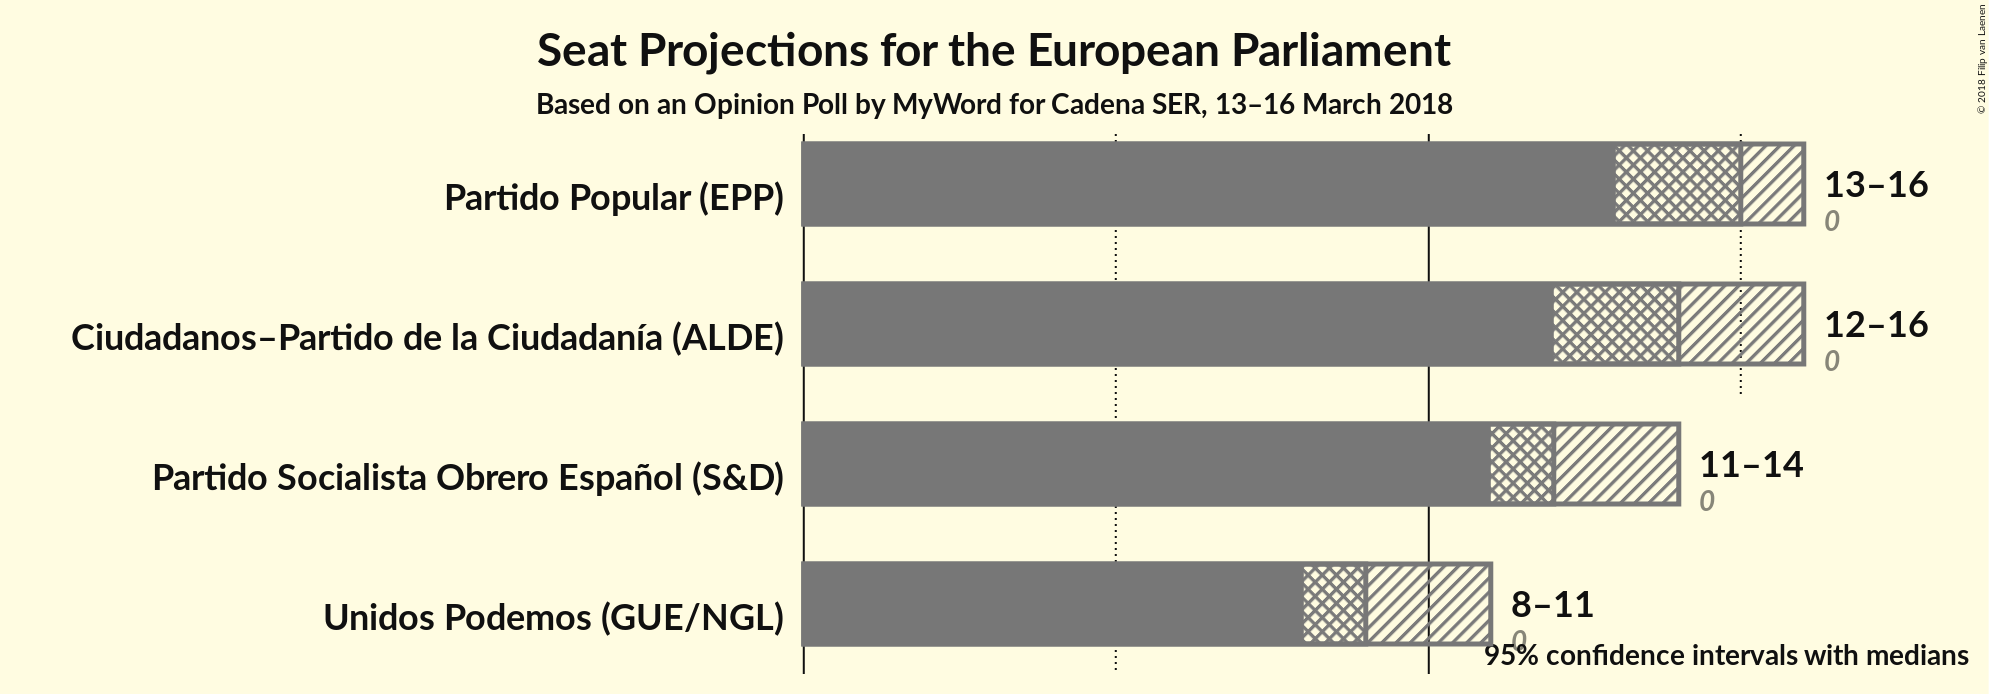 Seat Projections for the European Parliament
Based on an Opinion Poll by MyWord for Cadena SER, 13–16 March 2018
© 2018 Filip van Laenen
Partido Popular (EPP)
13–16
0
Ciudadanos–Partido de la Ciudadanía (ALDE)
12–16
0
Partido Socialista Obrero Español (S&D)
11–14
0
Unidos Podemos (GUE/NGL)
8–11
0
95% confidence intervals with medians